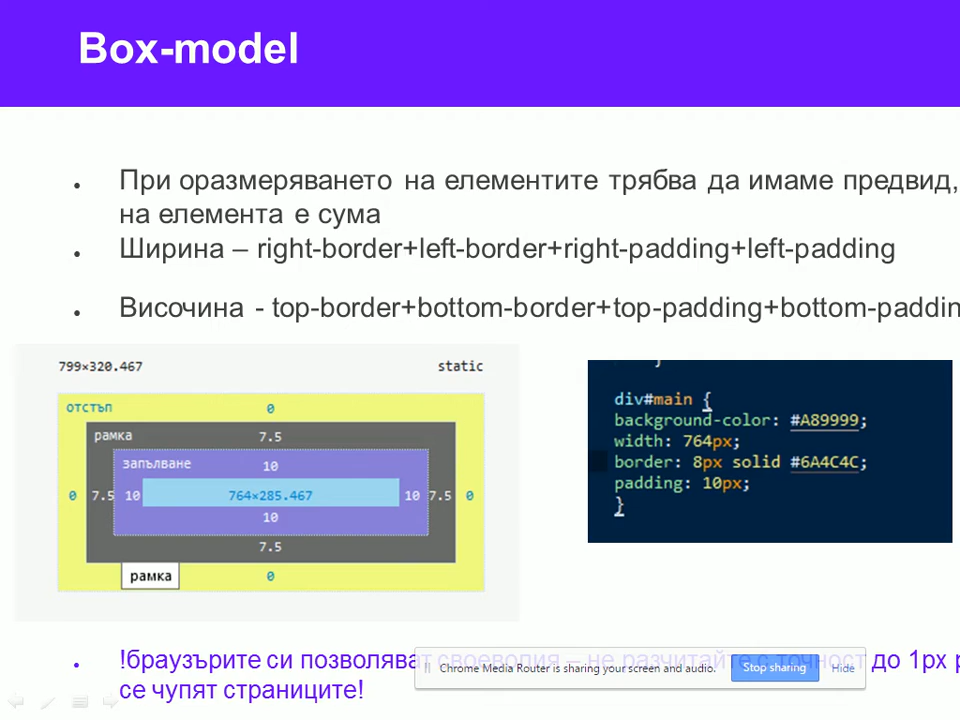 Box-model
При оразмеряването на елементите трябва да имаме предвид,
на елемента е сума
Ширина – right-border+left-border+right-padding+left-padding
Височина - top-border+bottom-border+top-padding+bottom-paddin
799×320.467 static
отстъп 0
рамка 7.5
запълване 10
0 7.5 10 764×285.467 10 7.5 0
10
7.5
рамка 0
div#main {
background-color: #A89999;
width: 764px;
border: 8px solid #6A4C4C;
padding: 10px;
}
!браузърите си позволяват своеволия – не разчитайте с точност до 1px
се чупят страниците!
Chrome Media Router is sharing your screen and audio. Stop sharing Hide